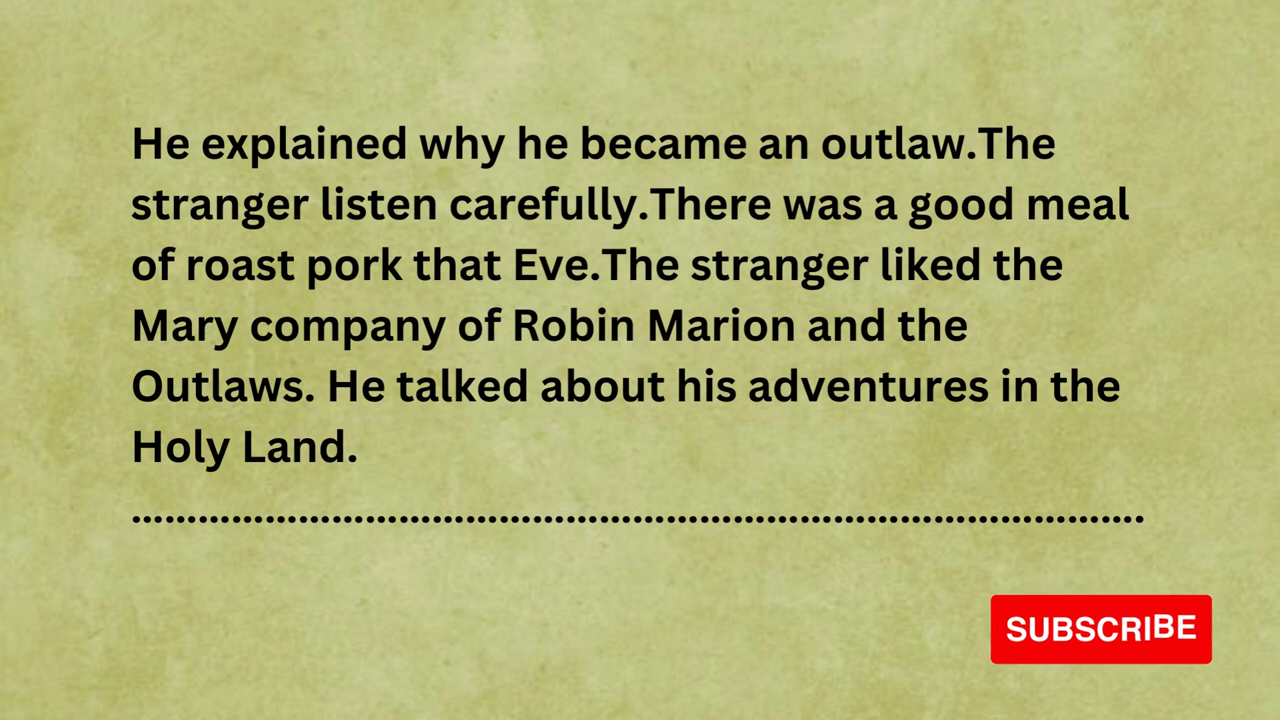 He explained why he became an outlaw.The
stranger listen carefully.There was a good meal
of roast pork that Eve.The stranger liked the
Mary company of Robin Marion and the
Outlaws. He talked about his adventures in the
Holy Land.
................................................................................................
SUBSCRIBE